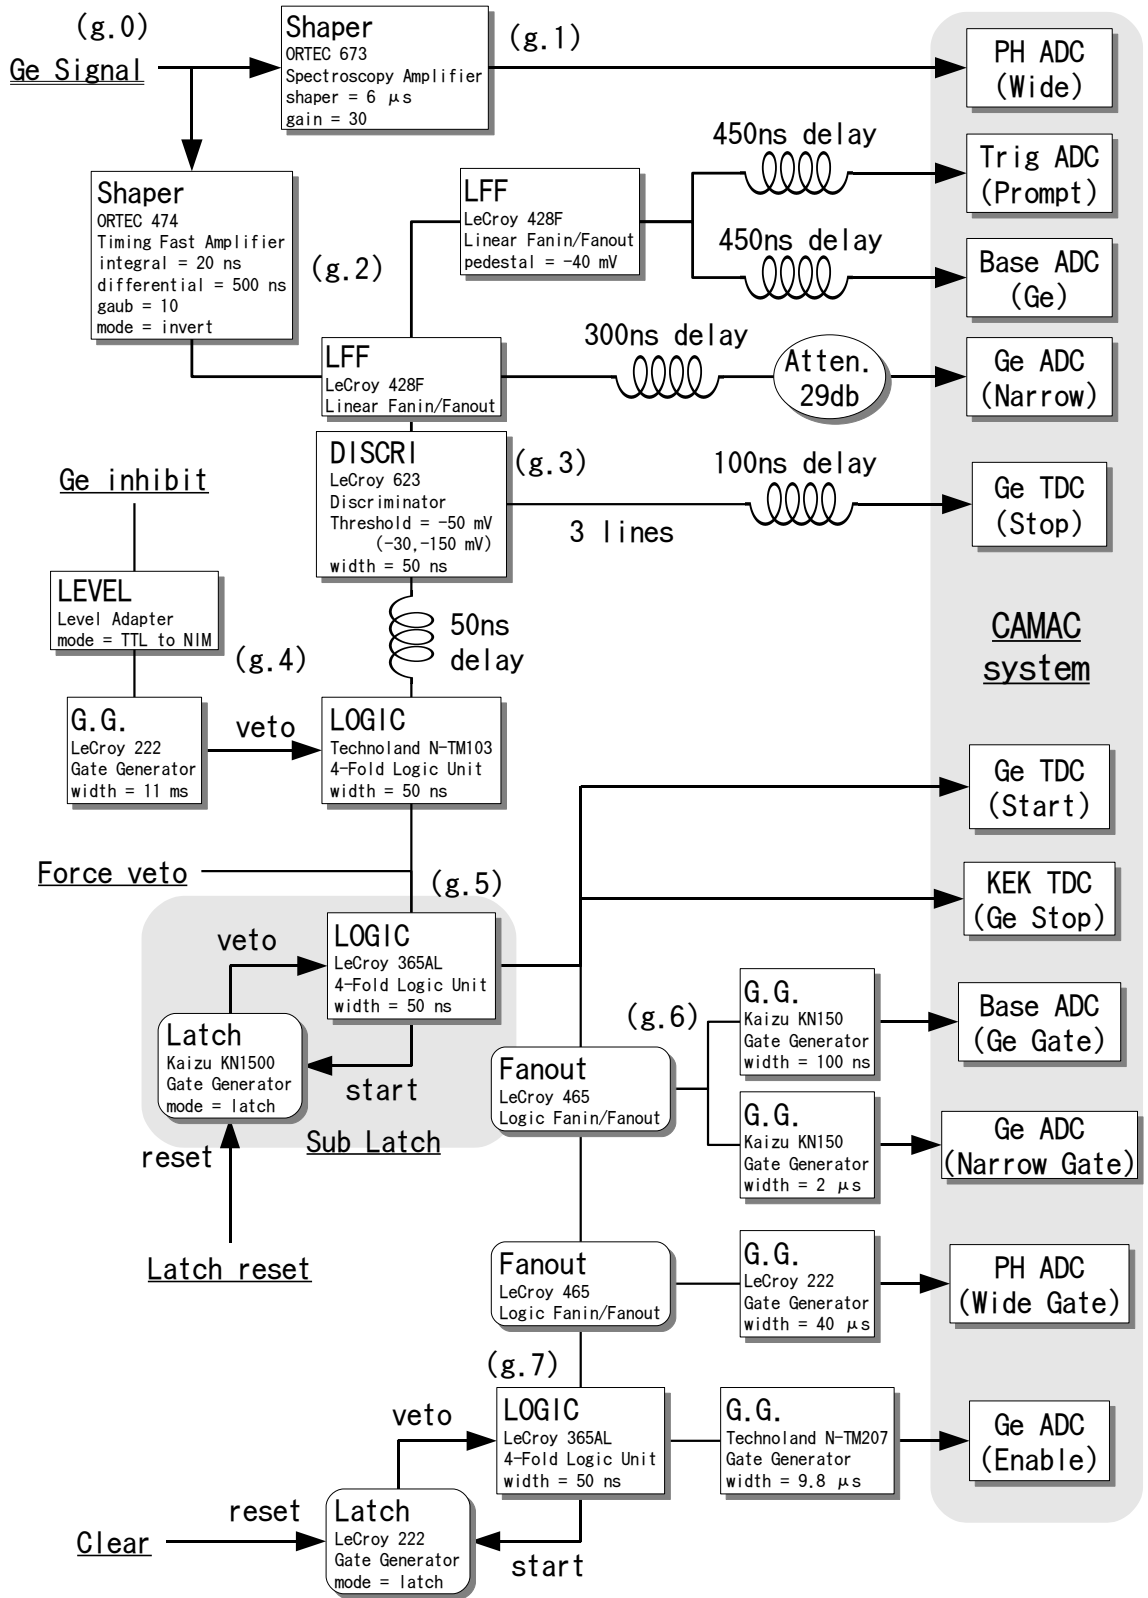 (g.0)
Ge Signal
Shaper
ORTEC 673
Spectroscopy Amplifier
shaper = 6 μs
gain = 30
(g.1)
PH ADC
(Wide)
Shaper
ORTEC 474
Timing Fast Amplifier
integral = 20 ns
differential = 500 ns
gaub = 10
mode = invert
(g.2)
LFF
LeCroy 428F
Linear Fanin/Fanout
pedestal = -40 mV
450ns delay
Trig ADC
(Prompt)
450ns delay
Base ADC
(Ge)
LFF
LeCroy 428F
Linear Fanin/Fanout
300ns delay
Atten.
29db
Ge ADC
(Narrow)
DISCRI
LeCroy 623
Discriminator
Threshold = -50 mV
(-30,-150 mV)
width = 50 ns
(g.3)
3 lines
100ns delay
Ge TDC
(Stop)
Ge inhibit
LEVEL
Level Adapter
mode = TTL to NIM
50ns
delay
CAMAC
system
(g.4)
G.G.
LeCroy 222
Gate Generator
width = 11 ms
veto
LOGIC
Technoland N-TM103
4-Fold Logic Unit
width = 50 ns
Ge TDC
(Start)
Force veto
(g.5)
KEK TDC
(Ge Stop)
veto
LOGIC
LeCroy 365AL
4-Fold Logic Unit
width = 50 ns
Latch
Kaizu KN1500
Gate Generator
mode = latch
start
Sub Latch
reset
Latch reset
(g.6)
G.G.
Kaizu KN150
Gate Generator
width = 100 ns
Base ADC
(Ge Gate)
Fanout
LeCroy 465
Logic Fanin/Fanout
G.G.
Kaizu KN150
Gate Generator
width = 2 μs
Ge ADC
(Narrow Gate)
Fanout
LeCroy 465
Logic Fanin/Fanout
G.G.
LeCroy 222
Gate Generator
width = 40 μs
PH ADC
(Wide Gate)
(g.7)
veto
LOGIC
LeCroy 365AL
4-Fold Logic Unit
width = 50 ns
G.G.
Technoland N-TM207
Gate Generator
width = 9.8 μs
Ge ADC
(Enable)
Clear
reset
Latch
LeCroy 222
Gate Generator
mode = latch
start